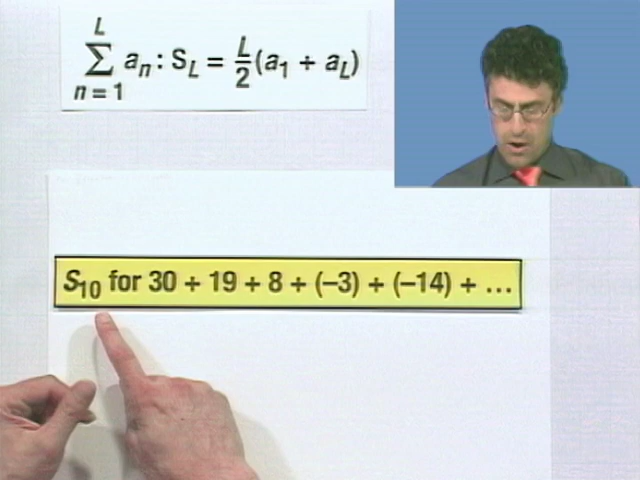 L
∑ aₙ : S_L = L/2 (a₁ + a_L)
n = 1
S₁₀ for 30 + 19 + 8 + (–3) + (–14) + …